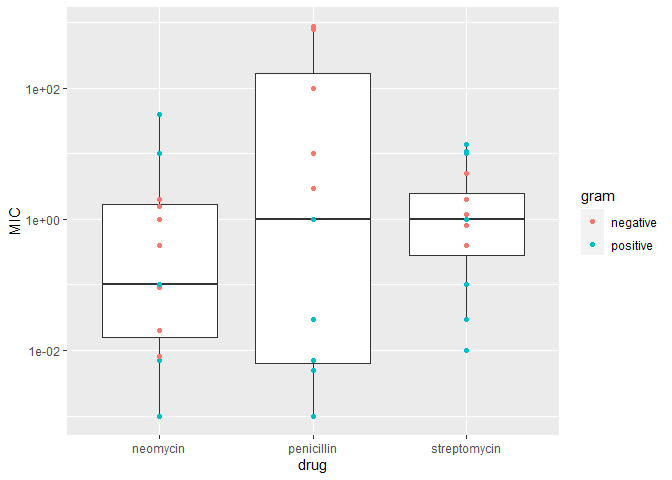 MIC
1e+02
1e+00
1e-02
neomycin
penicillin
streptomycin
drug
gram
negative
positive